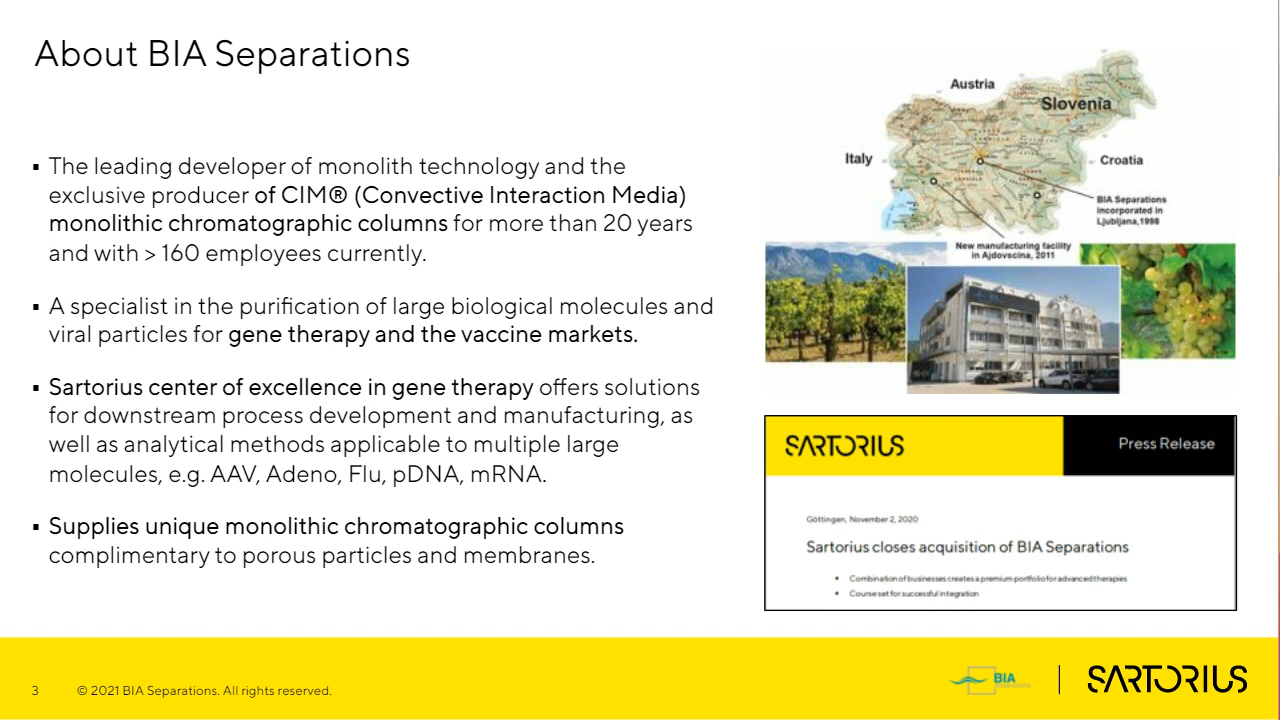 About BIA Separations
▪ The leading developer of monolith technology and the
exclusive producer of CIM® (Convective Interaction Media)
monolithic chromatographic columns for more than 20 years
and with > 160 employees currently.
▪ A specialist in the purification of large biological molecules and
viral particles for gene therapy and the vaccine markets.
▪ Sartorius center of excellence in gene therapy offers solutions
for downstream process development and manufacturing, as
well as analytical methods applicable to multiple large
molecules, e.g. AAV, Adeno, Flu, pDNA, mRNA.
▪ Supplies unique monolithic chromatographic columns
complimentary to porous particles and membranes.
Austria
Slovenia
Italy
Croatia
BIA Separations
incorporated in
Ljubljana,1998
New manufacturing facility
in Ajdovscina, 2011
SARTORIUS
Press Release
Göttingen, November 2, 2020
Sartorius closes acquisition of BIA Separations
• Combination of businesses creates a premium portfolio for advanced therapies
• Course set for successful integration
3
© 2021 BIA Separations. All rights reserved.
BIA
SARTORIUS